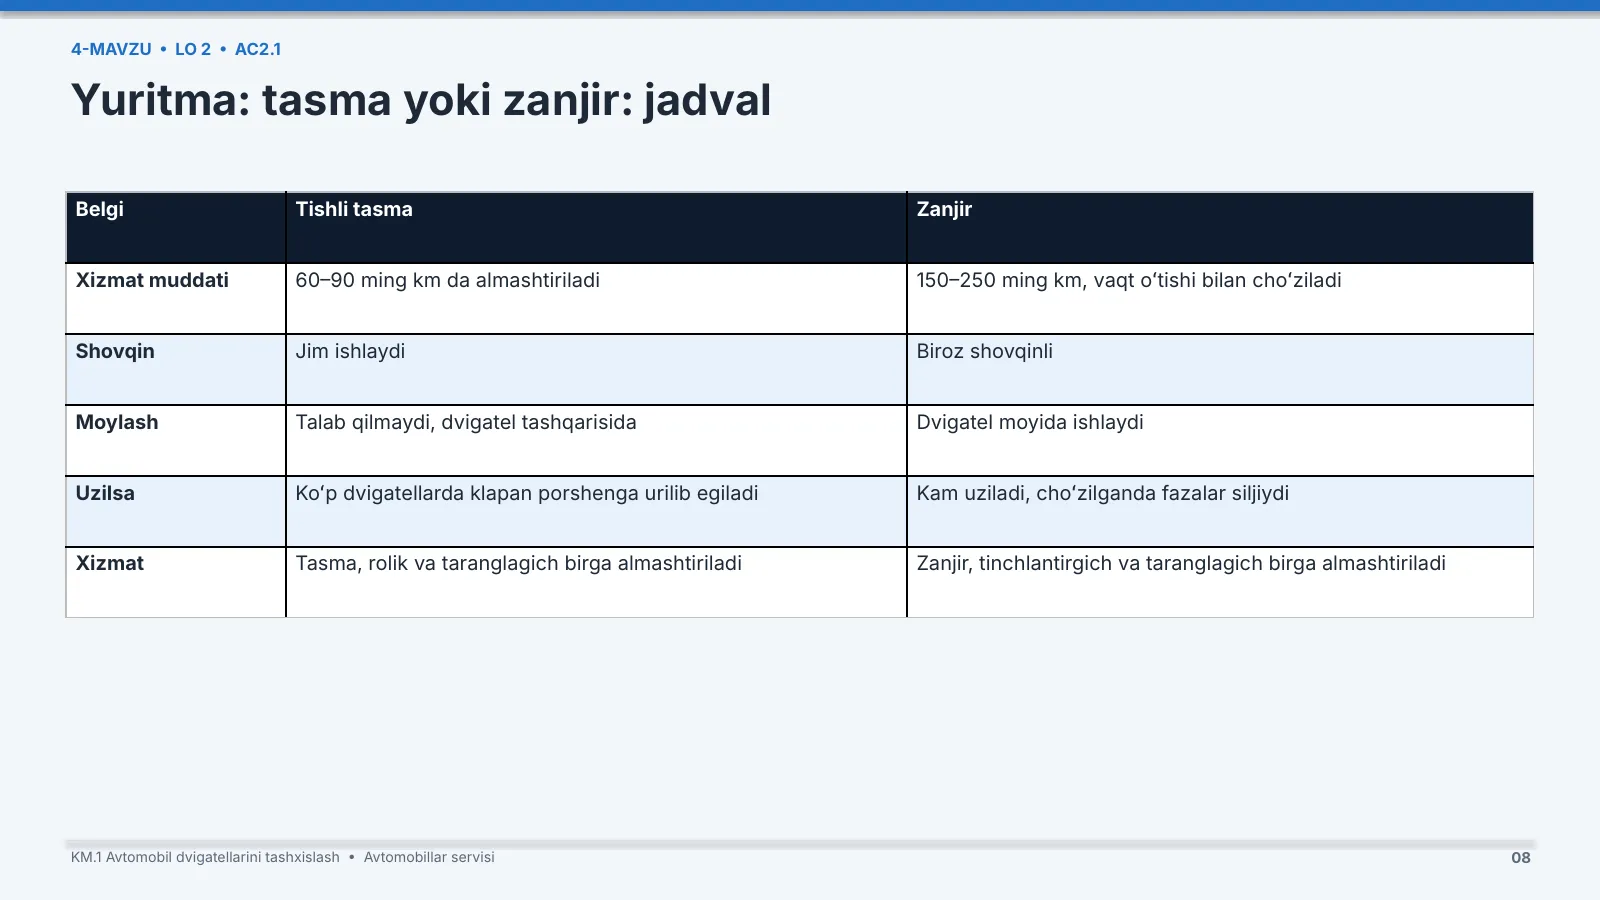 4-MAVZU • LO 2 • AC2.1
Yuritma: tasma yoki zanjir: jadval
Belgi Tishli tasma Zanjir
Xizmat muddati 60–90 ming km da almashtiriladi 150–250 ming km, vaqt oʻtishi bilan choʻziladi
Shovqin Jim ishlaydi Biroz shovqinli
Moylash Talab qilmaydi, dvigatel tashqarisida Dvigatel moyida ishlaydi
Uzilsa Koʻp dvigatellarda klapan porshenga urilib egiladi Kam uziladi, choʻzilganda fazalar siljiydi
Xizmat Tasma, rolik va taranglagich birga almashtiriladi Zanjir, tinchlantirgich va taranglagich birga almashtiriladi
KM.1 Avtomobil dvigatellarini tashxislash • Avtomobillar servisi 08